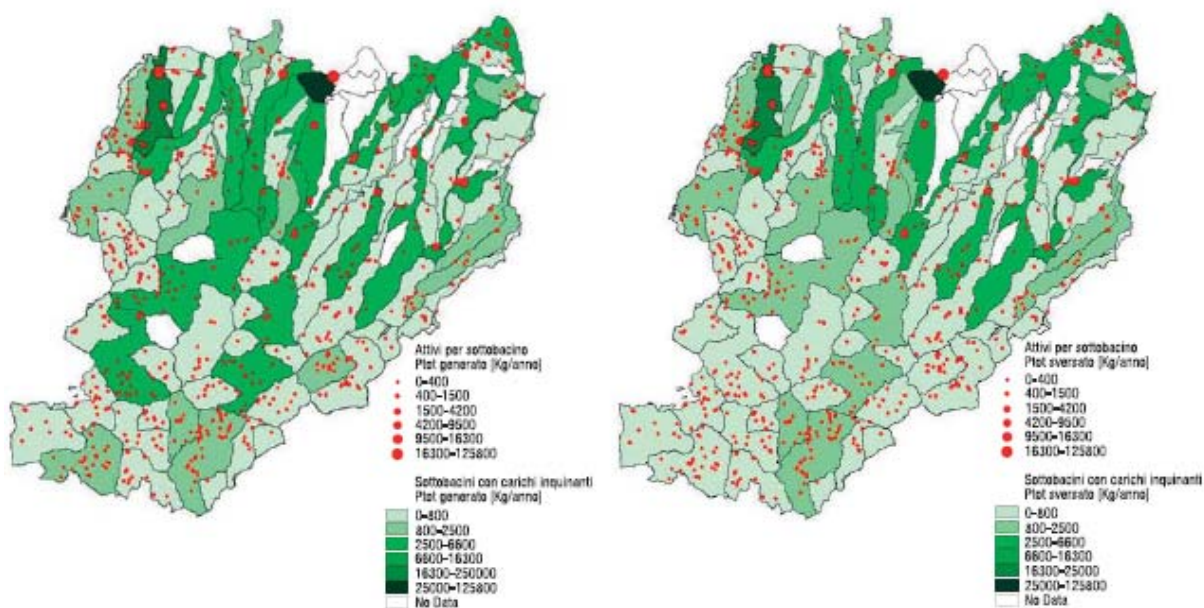 Attivi per sottobacino
Ptot generato [Kg/anno]
0-400
400-1500
1500-4200
4200-9500
9500-16300
16300-125800
Sottobacini con carichi inquinanti
Ptot generato [Kg/anno]
0-800
800-2500
2500-6600
6600-16300
16300-250000
25000-125800
No Data
Attivi per sottobacino
Ptot sversato [Kg/anno]
0-400
400-1500
1500-4200
4200-9500
9500-16300
16300-125800
Sottobacini con carichi inquinanti
Ptot sversato [Kg/anno]
0-800
800-2500
2500-6600
6600-16300
16300-25000
25000-125800
No Data